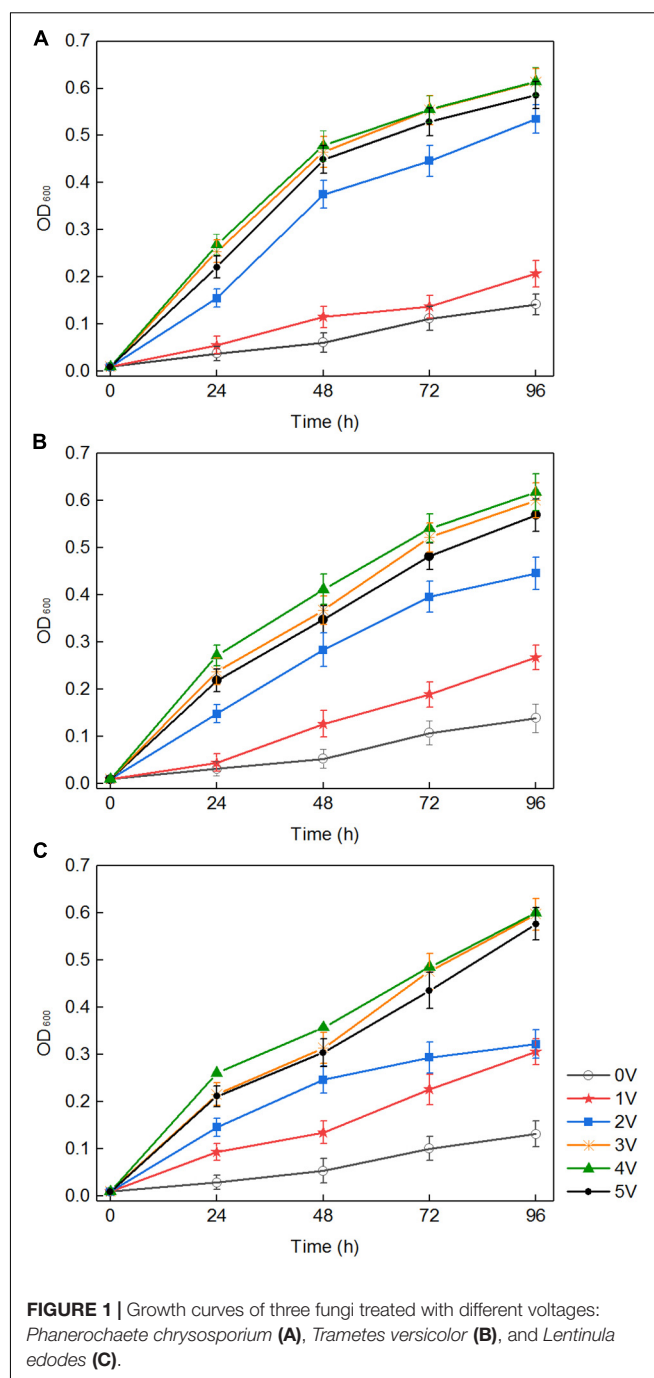 A
0.7
0.6
0.5
0.4
0.3
0.2
0.1
0.0
OD600
0 24 48 72 96
Time (h)
B
0.7
0.6
0.5
0.4
0.3
0.2
0.1
0.0
OD600
0 24 48 72 96
Time (h)
C
0.7
0.6
0.5
0.4
0.3
0.2
0.1
0.0
OD600
0 24 48 72 96
Time (h)
0V
1V
2V
3V
4V
5V
FIGURE 1 | Growth curves of three fungi treated with different voltages:
Phanerochaete chrysosporium (A), Trametes versicolor (B), and Lentinula
edodes (C).